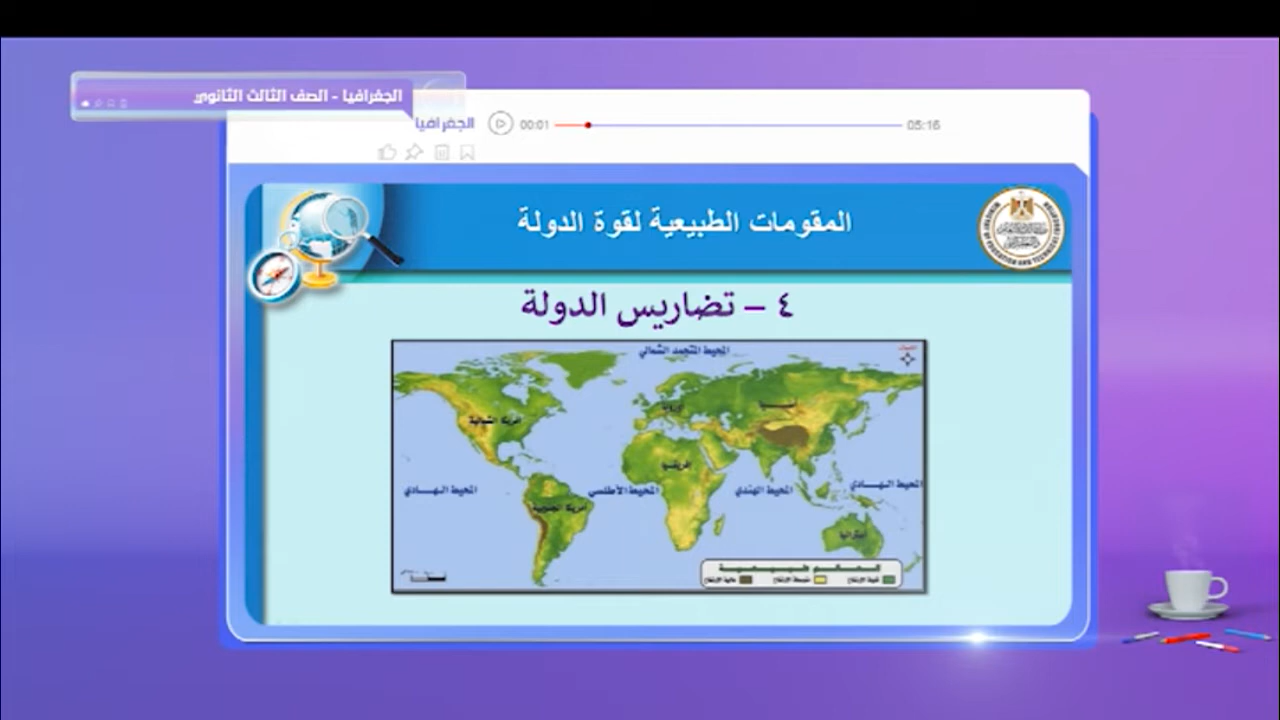 الجغرافيا - الصف الثالث الثانوي
الجغرافيا
00:01
05:16
المقومات الطبيعية لقوة الدولة
٤ – تضاريس الدولة
المحيط المتجمد الشمالي
أمريكا الشمالية
أوروبا
آسيا
أفريقيا
المحيط الهادي
المحيط الأطلسي
المحيط الهندي
المحيط الهادي
أمريكا الجنوبية
أستراليا